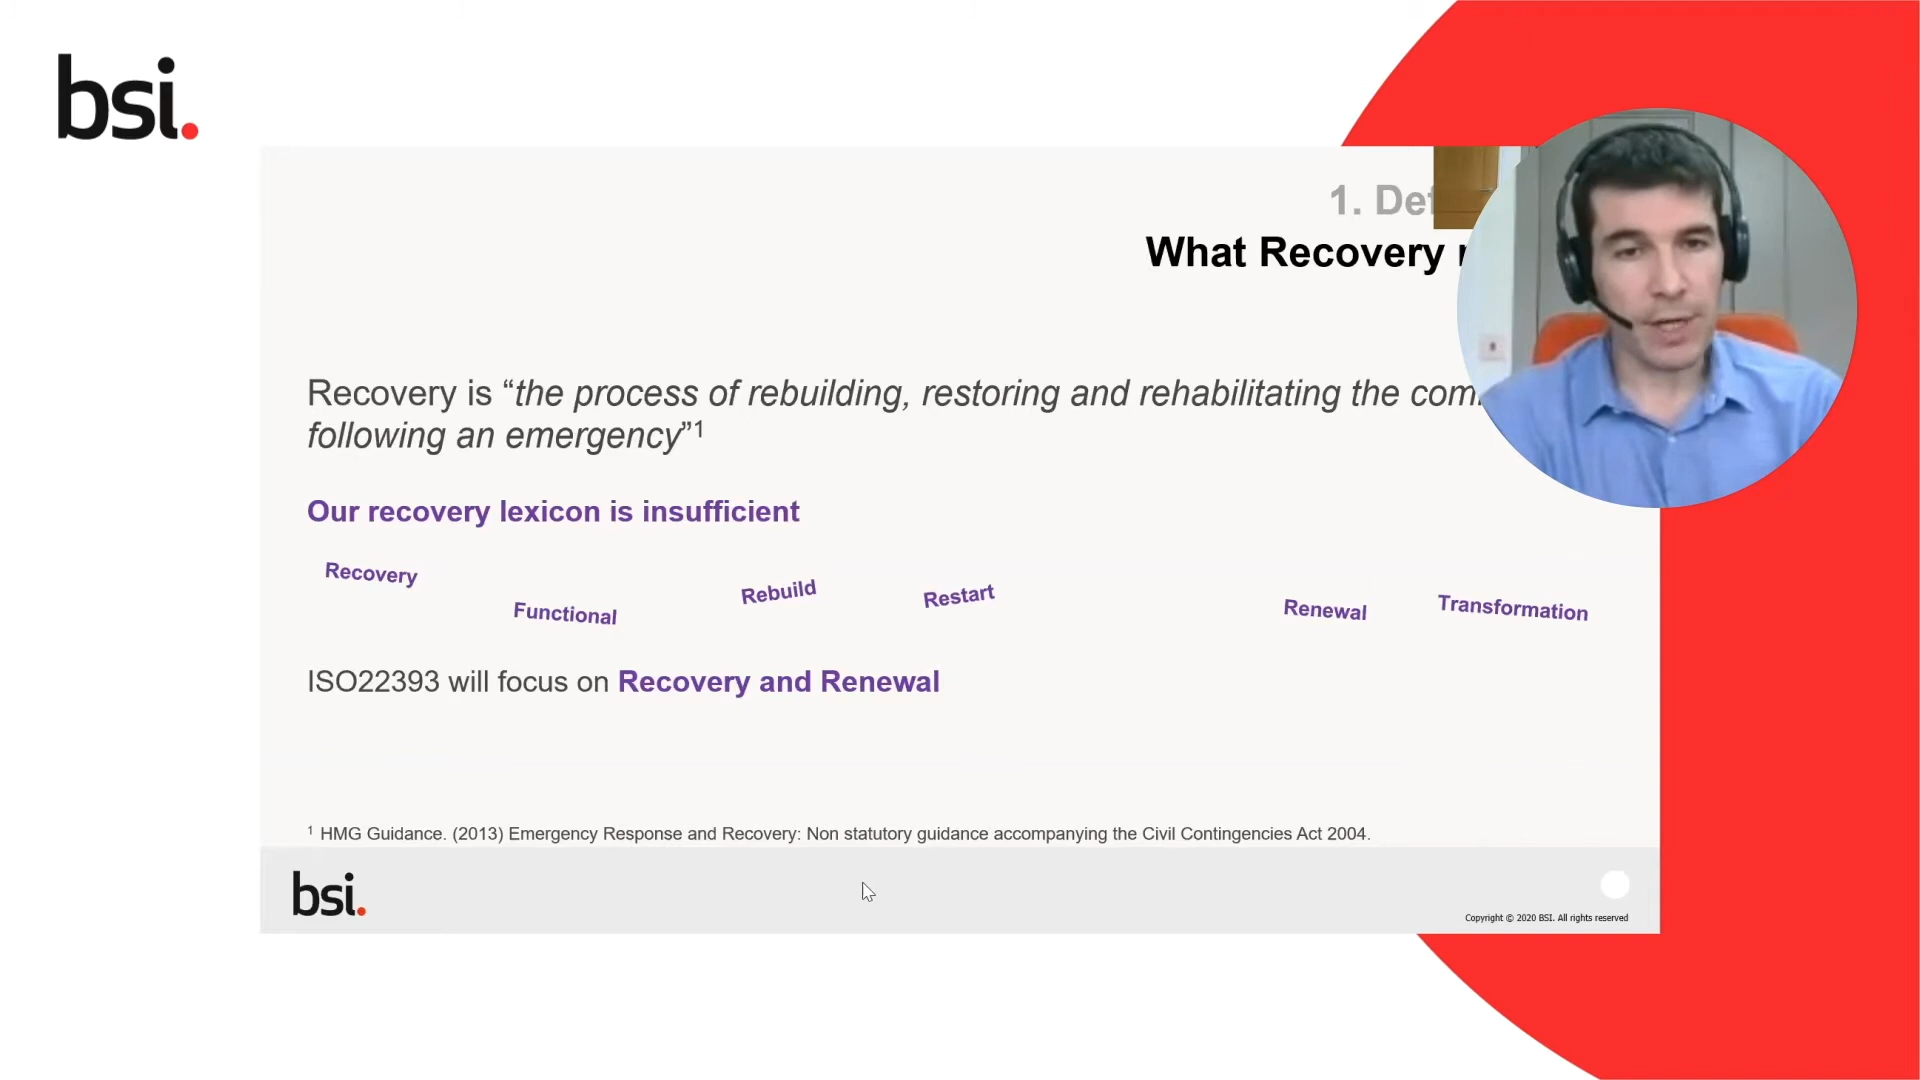 bsi.
1. De
What Recovery
Recovery is “the process of rebuilding, restoring and rehabilitating the
following an emergency”1
Our recovery lexicon is insufficient
Recovery
Functional
Rebuild
Restart
Renewal
Transformation
ISO22393 will focus on Recovery and Renewal
1 HMG Guidance. (2013) Emergency Response and Recovery: Non statutory guidance accompanying the Civil Contingencies Act 2004.
bsi.
Copyright © 2020 BSI. All rights reserved